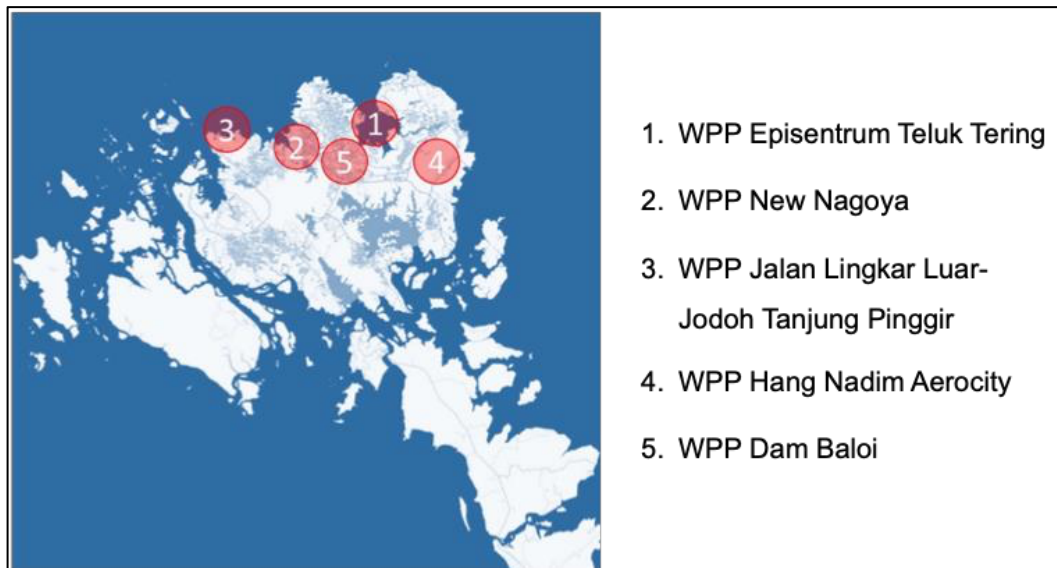 3
2
5
1
4
1. WPP Episentrum Teluk Tering
2. WPP New Nagoya
3. WPP Jalan Lingkar Luar-
Jodoh Tanjung Pinggir
4. WPP Hang Nadim Aerocity
5. WPP Dam Baloi